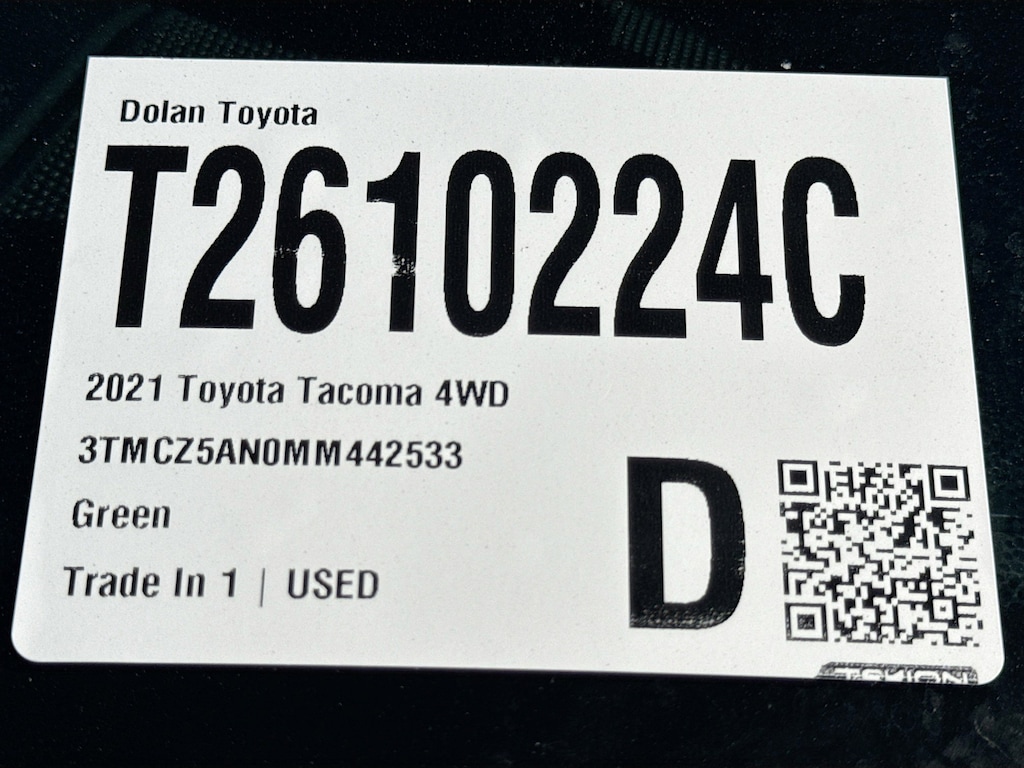 Dolan Toyota
T2610224C
2021 Toyota Tacoma 4WD
3TMCZ5AN0MM442533
Green
Trade In 1 | USED
D